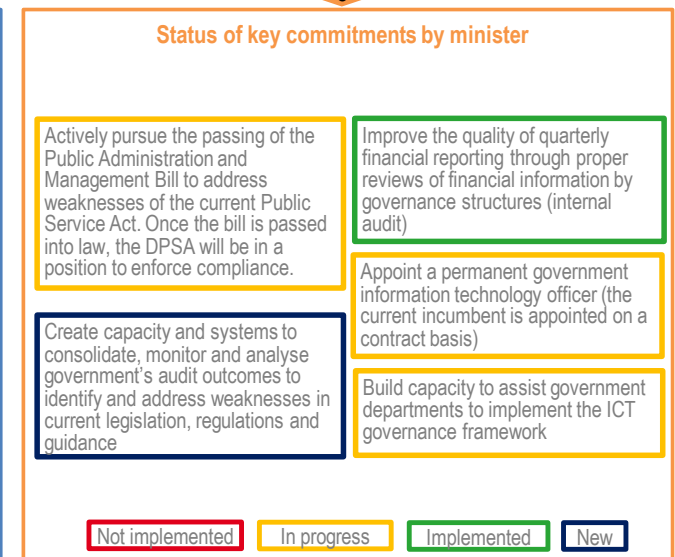 Status of key commitments by minister
Actively pursue the passing of the
Public Administration and
Management Bill to address
weaknesses of the current Public
Service Act. Once the bill is passed
into law, the DPSA will be in a
position to enforce compliance.
Create capacity and systems to
consolidate, monitor and analyse
government's audit outcomes to
identify and address weaknesses in
current legislation, regulations and
guidance
Improve the quality of quarterly
financial reporting through proper
reviews of financial information by
governance structures (internal
audit)
Appoint a permanent government
information technology officer (the
current incumbent is appointed on a
contract basis)
Build capacity to assist government
departments to implement the ICT
governance framework
Not implemented In progress Implemented New